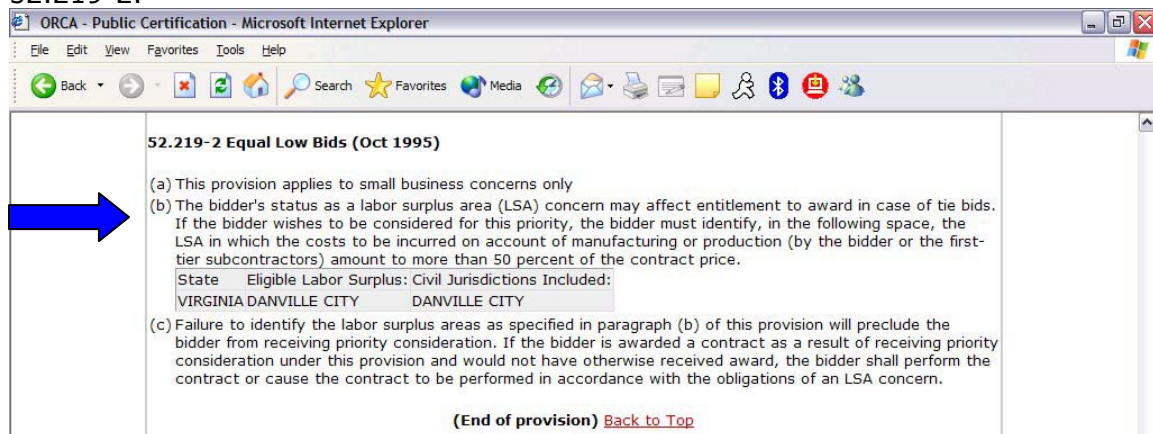 52.219-2.
ORCA - Public Certification - Microsoft Internet Explorer
File Edit View Favorites Tools Help
Back Search Favorites Media
52.219-2 Equal Low Bids (Oct 1995)
(a) This provision applies to small business concerns only
(b) The bidder's status as a labor surplus area (LSA) concern may affect entitlement to award in case of tie bids.
If the bidder wishes to be considered for this priority, the bidder must identify, in the following space, the
LSA in which the costs to be incurred on account of manufacturing or production (by the bidder or the first-
tier subcontractors) amount to more than 50 percent of the contract price.
State Eligible Labor Surplus: Civil Jurisdictions Included:
VIRGINIA DANVILLE CITY DANVILLE CITY
(c) Failure to identify the labor surplus areas as specified in paragraph (b) of this provision will preclude the
bidder from receiving priority consideration. If the bidder is awarded a contract as a result of receiving priority
consideration under this provision and would not have otherwise received award, the bidder shall perform the
contract or cause the contract to be performed in accordance with the obligations of an LSA concern.
(End of provision) Back to Top